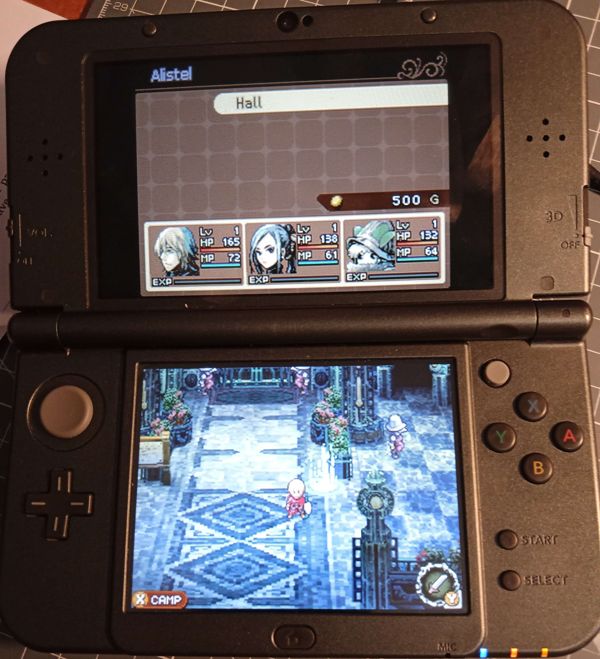 29
Alistel
Hall
500 G
Lv 1
HP 165
MP 72
EXP
Lv 1
HP 138
MP 61
EXP
Lv 1
HP 132
MP 64
EXP
VOL
3D
OFF
X
Y
A
B
START
SELECT
X CAMP
Y
MIC